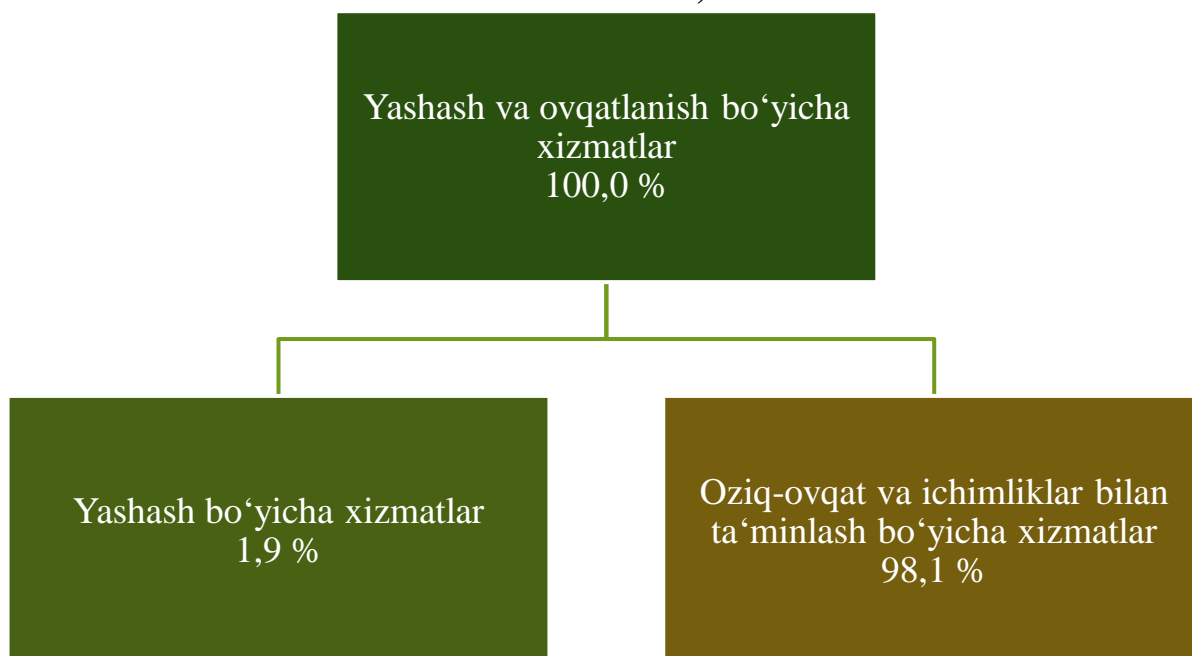 Yashash va ovqatlanish bo‘yicha
xizmatlar
100,0 %
Yashash bo‘yicha xizmatlar
1,9 %
Oziq-ovqat va ichimliklar bilan
ta‘minlash bo‘yicha xizmatlar
98,1 %